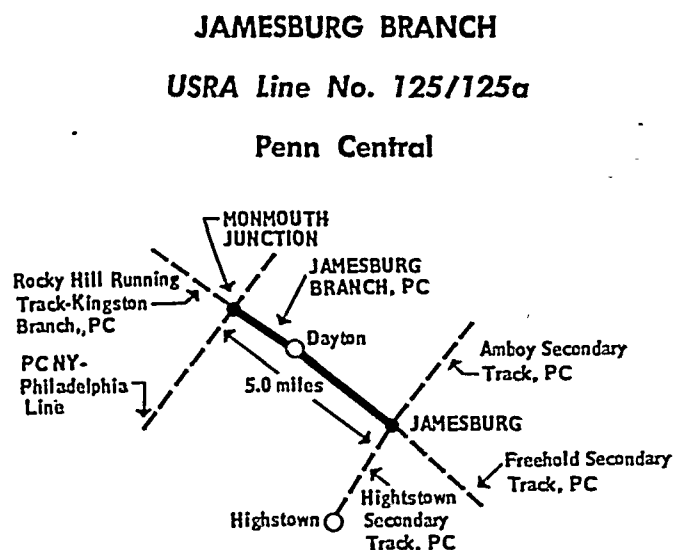 JAMESBURG BRANCH
USRA Line No. 125/125a
Penn Central
MONMOUTH
JUNCTION
JAMESBURG
BRANCH, PC
Rocky Hill Running
Track-Kingston
Branch,, PC
Dayton
PC NY-
Philadelphia
Line
5.0 miles
Amboy Secondary
Track, PC
JAMESBURG
Freehold Secondary
Track, PC
Hightstown
Secondary
Track, PC
Highstown